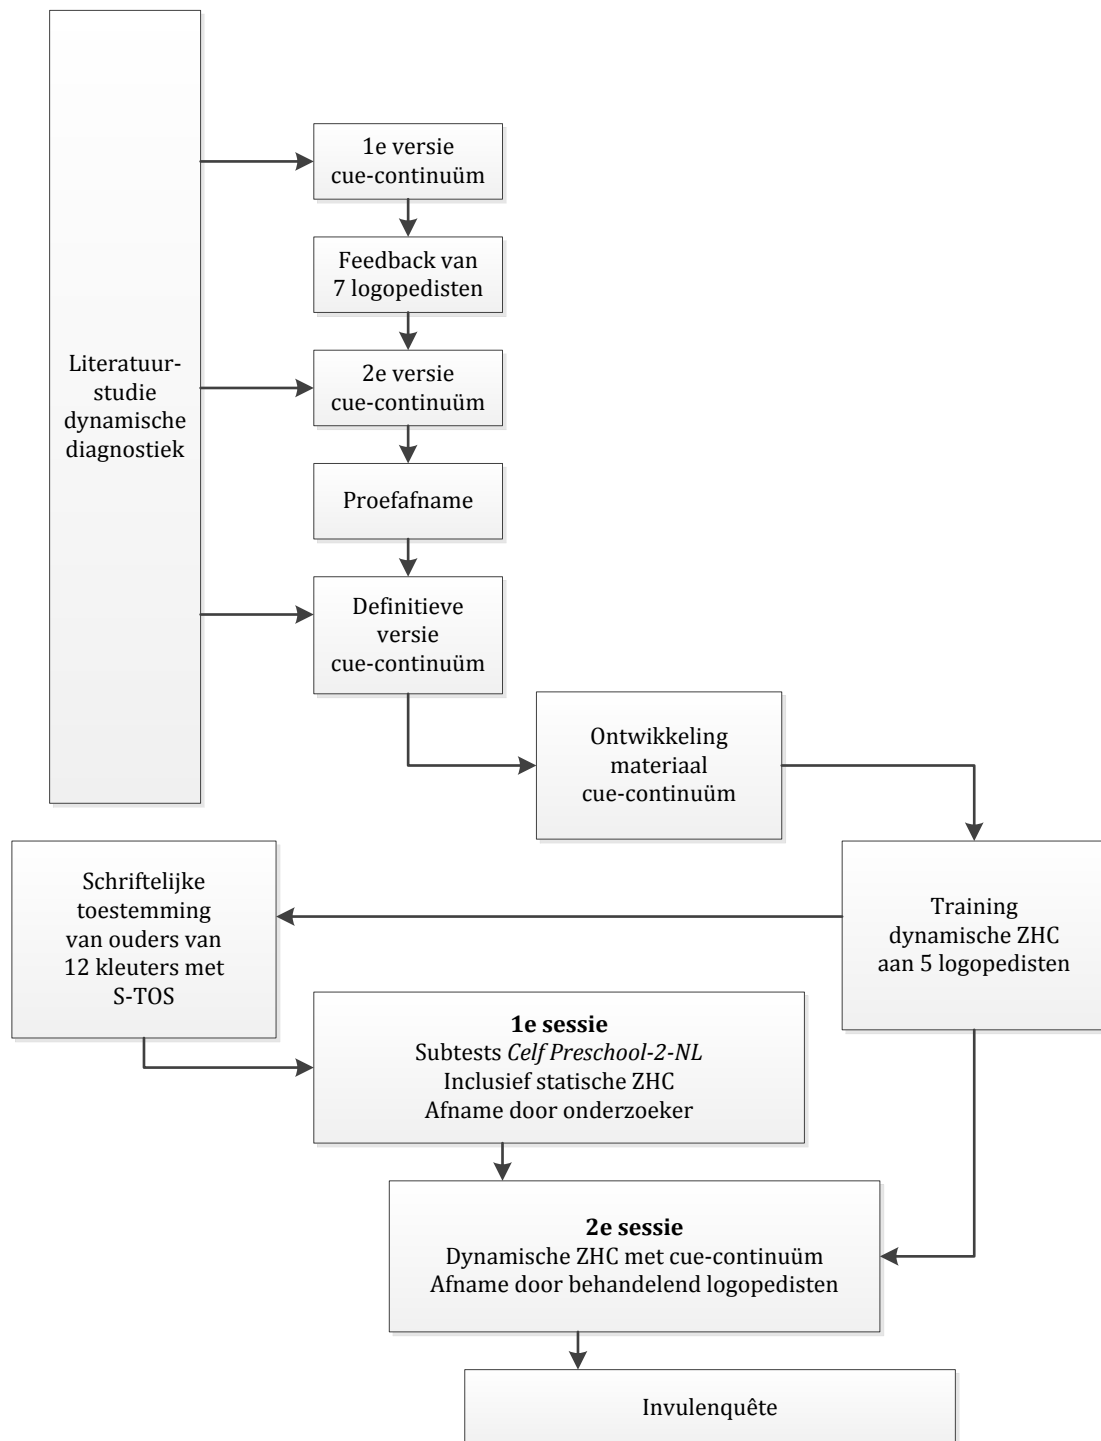 Literatuur-
studie
dynamische
diagnostiek
1e versie
cue-continuüm
Feedback van
7 logopedisten
2e versie
cue-continuüm
Proefafname
Definitieve
versie
cue-continuüm
Ontwikkeling
materiaal
cue-continuüm
Training
dynamische ZHC
aan 5 logopedisten
Schriftelijke
toestemming
van ouders van
12 kleuters met
S-TOS
1e sessie
Subtests Celf Preschool-2-NL
Inclusief statische ZHC
Afname door onderzoeker
2e sessie
Dynamische ZHC met cue-continuüm
Afname door behandelend logopedisten
Invulenquête